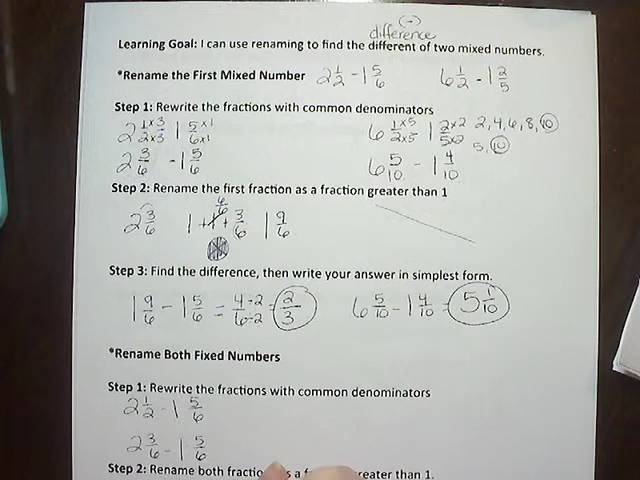 (-)
difference
Learning Goal: I can use renaming to find the different of two mixed numbers.
*Rename the First Mixed Number 2 1/2 - 1 5/6 6 1/2 - 1 2/5
Step 1: Rewrite the fractions with common denominators
2 1×3/2×3 1 5×1/6×1 6 1×5/2×5 1 2×2/5×2 2, 4, 6, 8, 10
5, 10
2 3/6 - 1 5/6 6 5/10 - 1 4/10
Step 2: Rename the first fraction as a fraction greater than 1
6/6
2 3/6 1 + 1 + 3/6 1 9/6
Step 3: Find the difference, then write your answer in simplest form.
1 9/6 - 1 5/6 = 4÷2/6÷2 = 2/3 6 5/10 - 1 4/10 = 5 1/10
*Rename Both Fixed Numbers
Step 1: Rewrite the fractions with common denominators
2 1/2 - 1 5/6
2 3/6 - 1 5/6
Step 2: Rename both fractio s a f reater than 1.